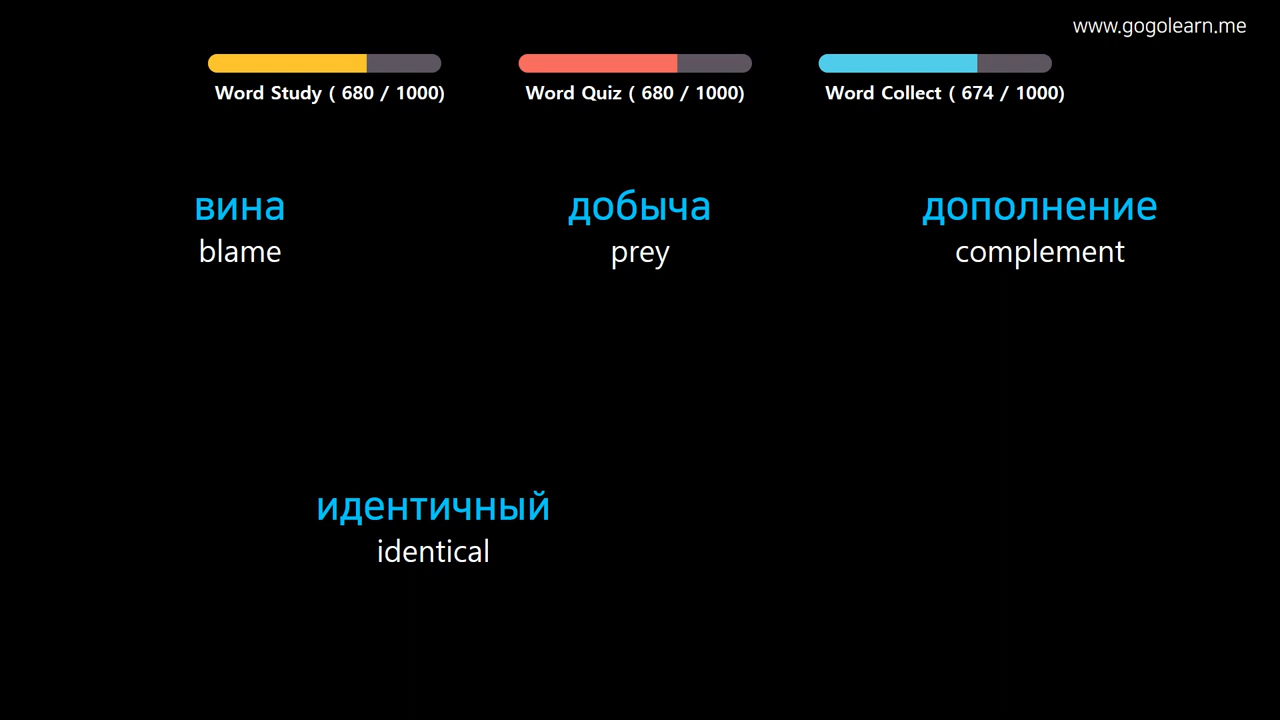 www.gogolearn.me
Word Study ( 680 / 1000)
Word Quiz ( 680 / 1000)
Word Collect ( 674 / 1000)
вина
blame
добыча
prey
дополнение
complement
идентичный
identical